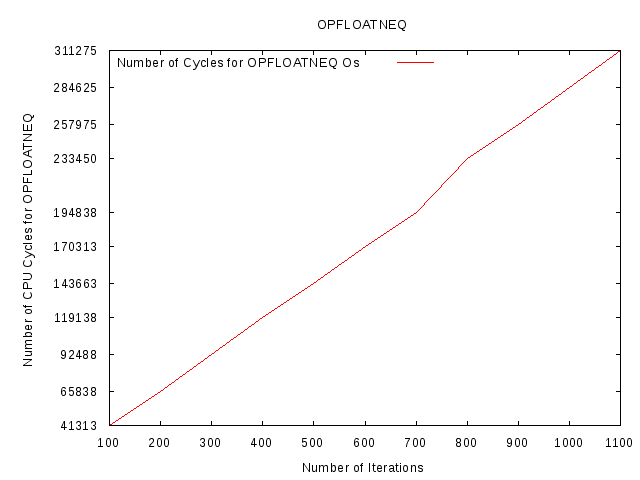 OPFLOATNEQ
Number of Cycles for OPFLOATNEQ Os
Number of CPU Cycles for OPFLOATNEQ
311275
284625
257975
233450
194838
170313
143663
119138
92488
65838
41313
100 200 300 400 500 600 700 800 900 1000 1100
Number of Iterations